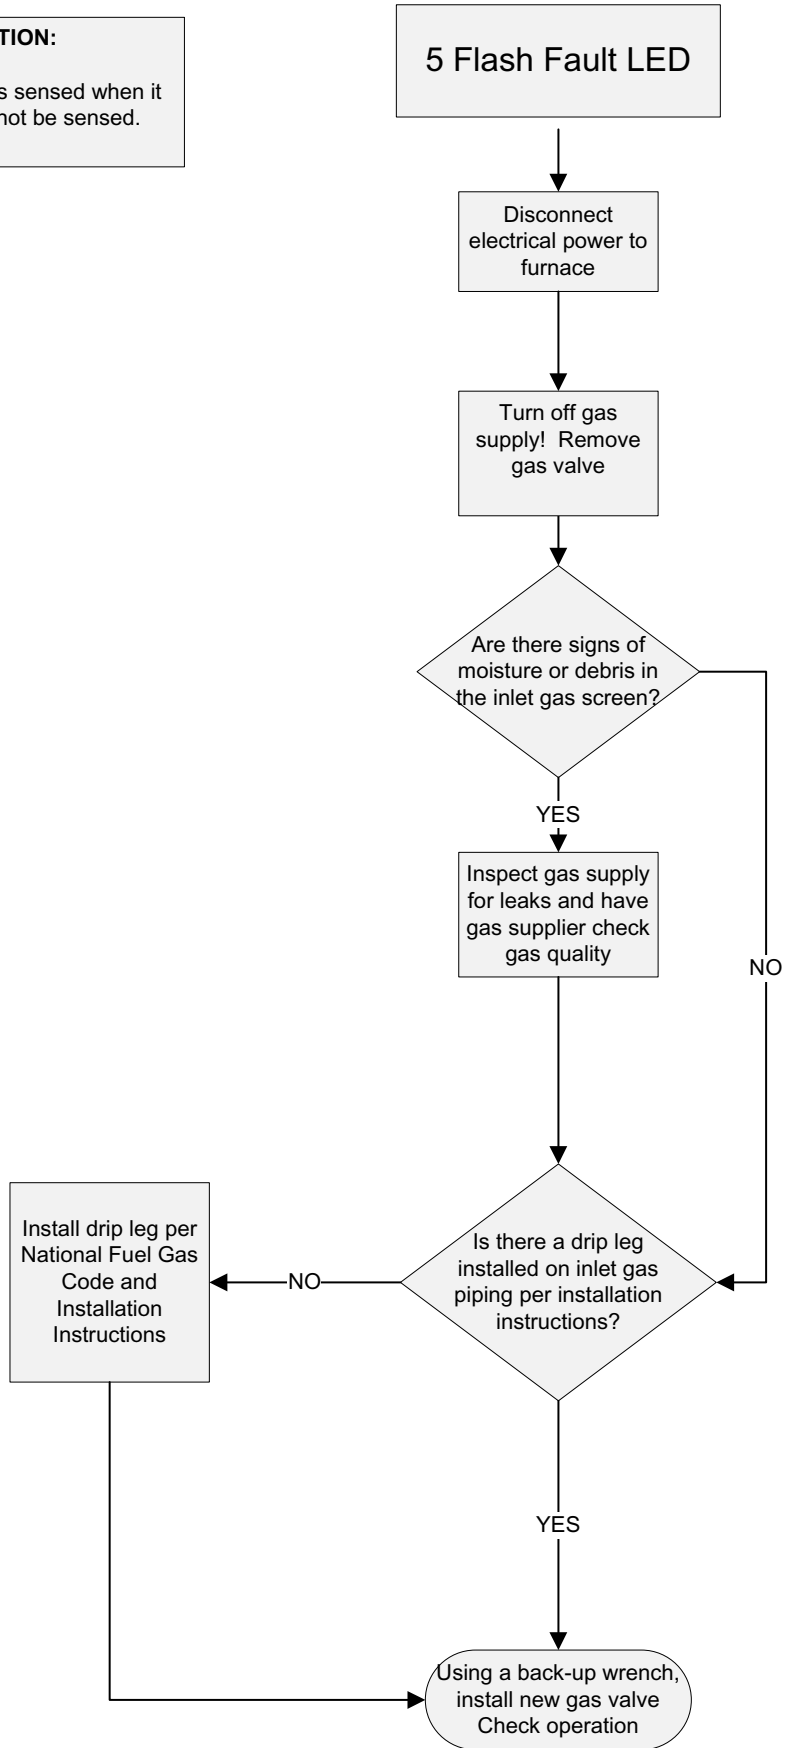 TION:
s sensed when it
not be sensed.
5 Flash Fault LED
Disconnect
electrical power to
furnace
Turn off gas
supply!  Remove
gas valve
Are there signs of
moisture or debris in
the inlet gas screen?
YES
Inspect gas supply
for leaks and have
gas supplier check
gas quality
NO
Is there a drip leg
installed on inlet gas
piping per installation
instructions?
NO
Install drip leg per
National Fuel Gas
Code and
Installation
Instructions
YES
Using a back-up wrench,
install new gas valve
Check operation